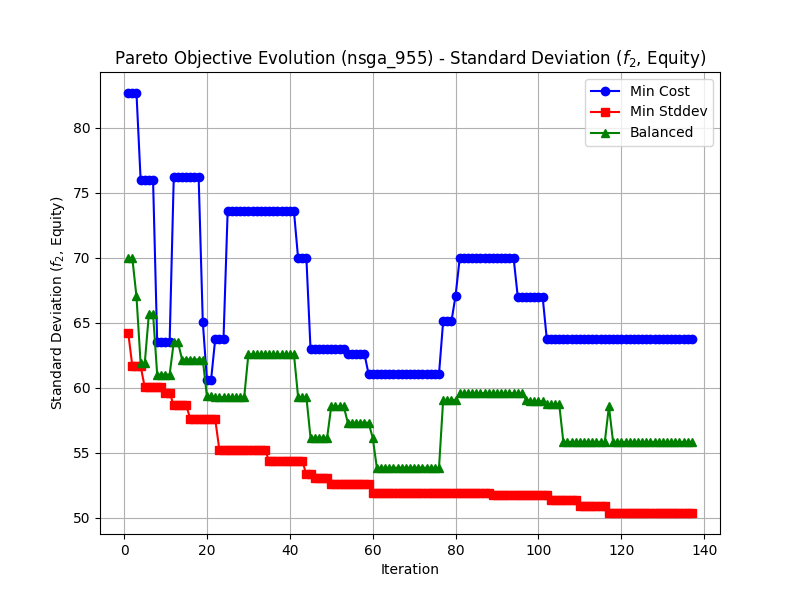 Pareto Objective Evolution (nsga_955) - Standard Deviation (f₂, Equity)
Min Cost
Min Stddev
Balanced
Standard Deviation (f₂, Equity)
80
75
70
65
60
55
50
0 20 40 60 80 100 120 140
Iteration